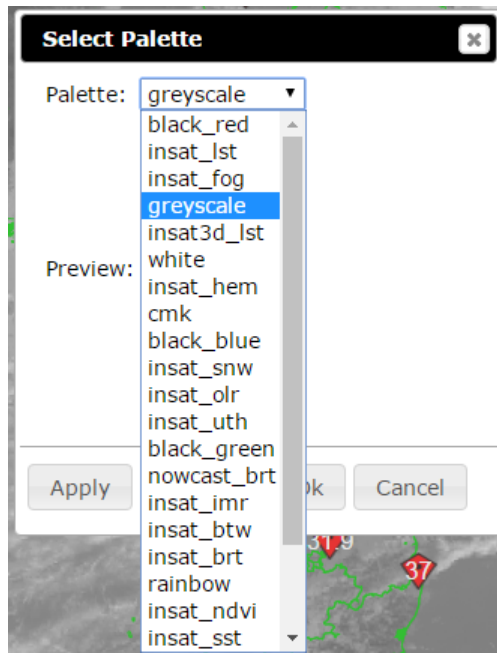 Select Palette
Palette: greyscale
black_red
insat_lst
insat_fog
greyscale
insat3d_lst
Preview: white
insat_hem
cmk
black_blue
insat_snw
insat_olr
insat_uth
black_green
nowcast_brt
Apply insat_imr Cancel
insat_btw
insat_brt
37
rainbow
insat_ndvi
insat_sst